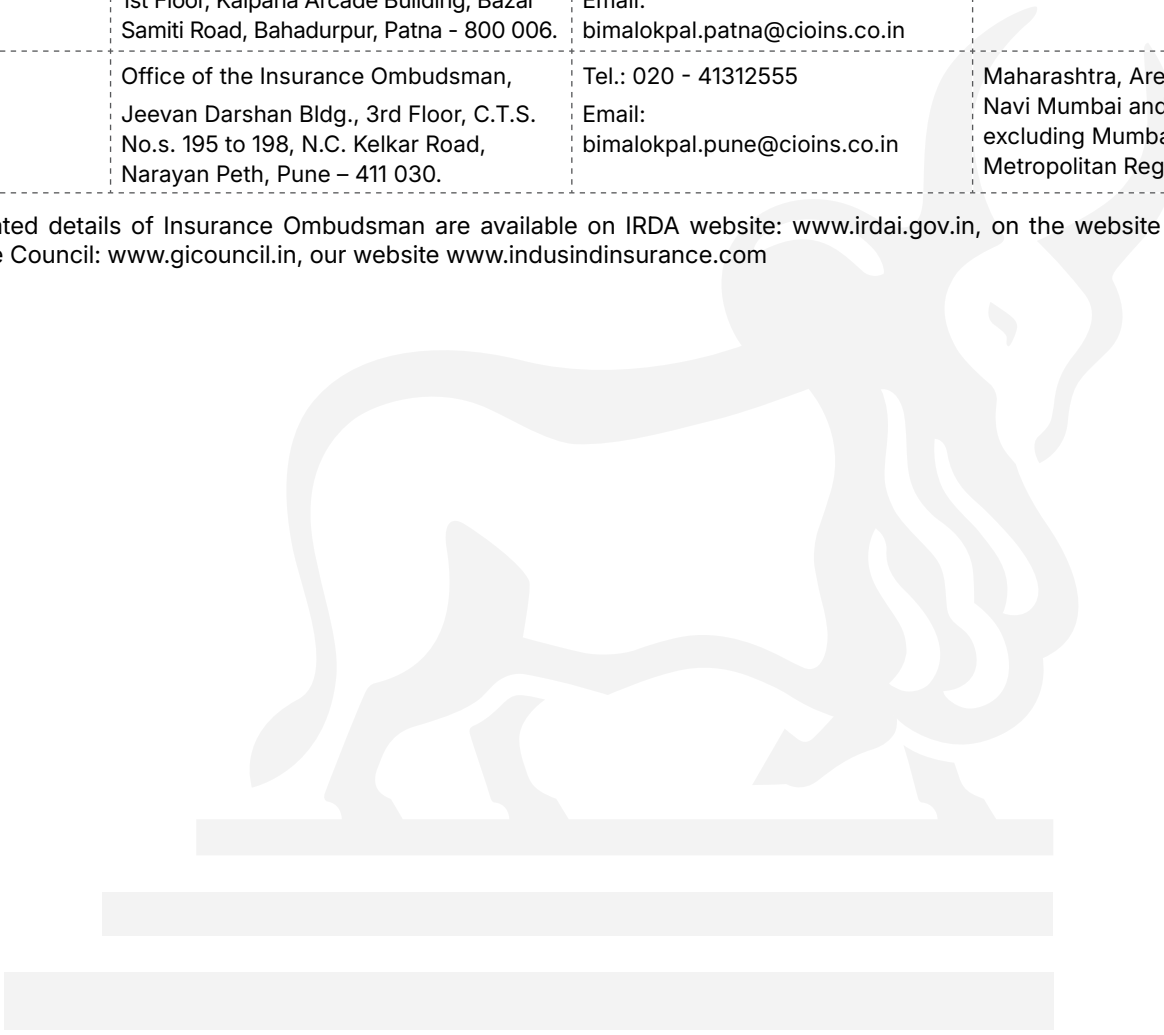 1st Floor, Kalpana Arcade Building, Bazar
Email:
Samiti Road, Bahadurpur, Patna - 800 006.
bimalokpal.patna@cioins.co.in
Office of the Insurance Ombudsman,
Jeevan Darshan Bldg., 3rd Floor, C.T.S.
No.s. 195 to 198, N.C. Kelkar Road,
Narayan Peth, Pune – 411 030.
Tel.: 020 - 41312555
Email:
bimalokpal.pune@cioins.co.in
Maharashtra,
Navi Mumbai and
excluding
Metropolitan
details of Insurance Ombudsman are available on IRDA website: www.irdai.gov.in, on the website
Council: www.gicouncil.in, our website www.indusindinsurance.com